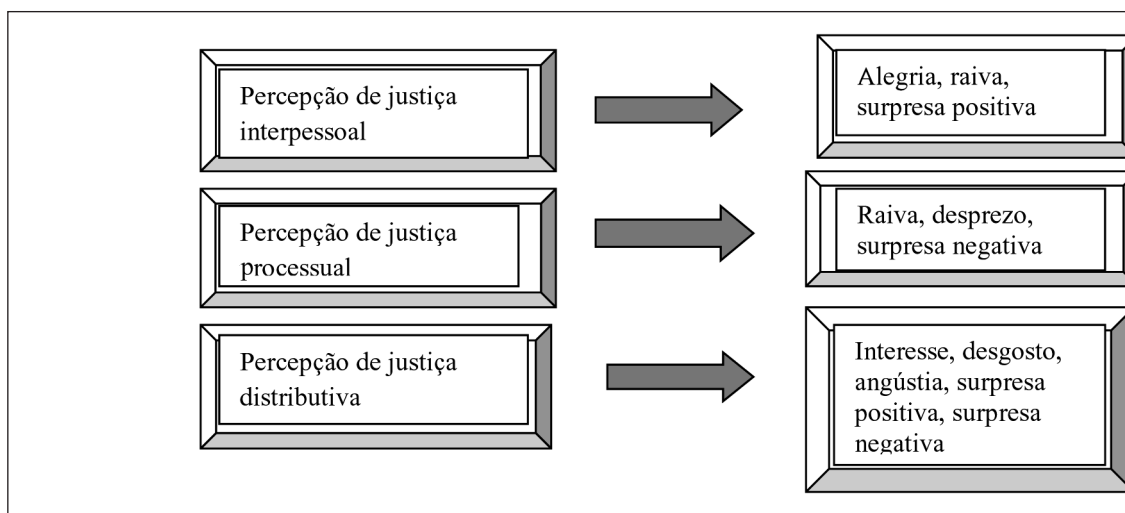 Percepção de justiça
interpessoal
Alegria, raiva,
surpresa positiva
Percepção de justiça
processual
Raiva, desprezo,
surpresa negativa
Percepção de justiça
distributiva
Interesse, desgosto,
angústia, surpresa
positiva, surpresa
negativa